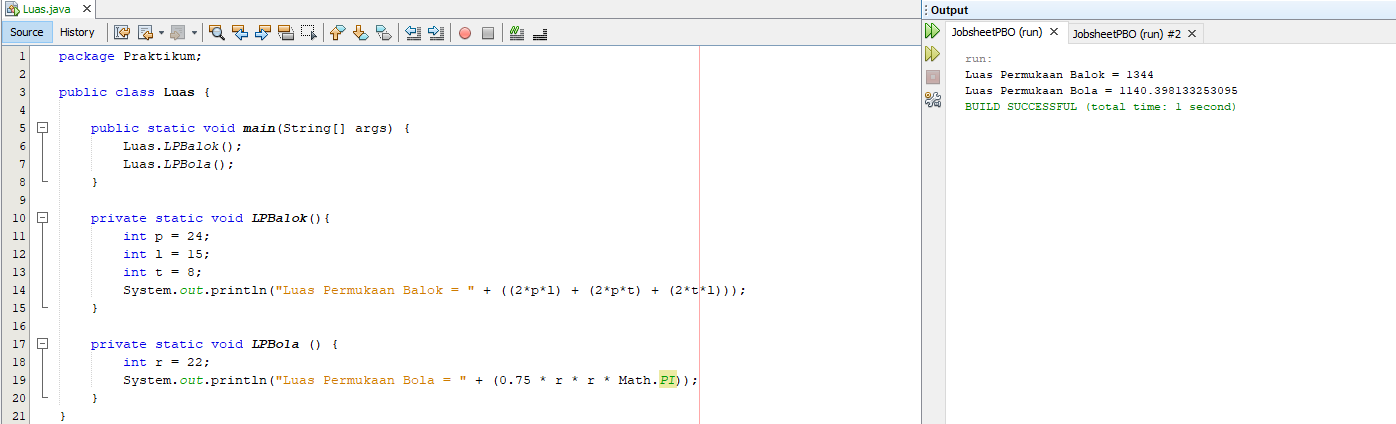 Luas.java
Source History
1 package Praktikum;
2
3 public class Luas {
4
5 public static void main(String[] args) {
6 Luas.LPBalok();
7 Luas.LPBola();
8 }
9
10 private static void LPBalok(){
11 int p = 24;
12 int l = 15;
13 int t = 8;
14 System.out.println("Luas Permukaan Balok = " + ((2*p*l) + (2*p*t) + (2*t*l)));
15 }
16
17 private static void LPBola () {
18 int r = 22;
19 System.out.println("Luas Permukaan Bola = " + (0.75 * r * r * Math.PI));
20 }
21 }
Output
JobsheetPBO (run) JobsheetPBO (run) #2
run:
Luas Permukaan Balok = 1344
Luas Permukaan Bola = 1140.398133253095
BUILD SUCCESSFUL (total time: 1 second)